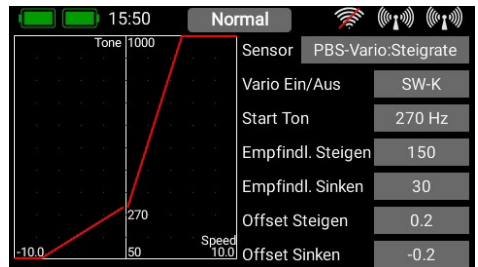 15:50 Normal
Tone 1000
270
Speed
-10.0 50 10.0
Sensor PBS-Vario:Steigrate
Vario Ein/Aus SW-K
Start Ton 270 Hz
Empfindl. Steigen 150
Empfindl. Sinken 30
Offset Steigen 0.2
Offset Sinken -0.2